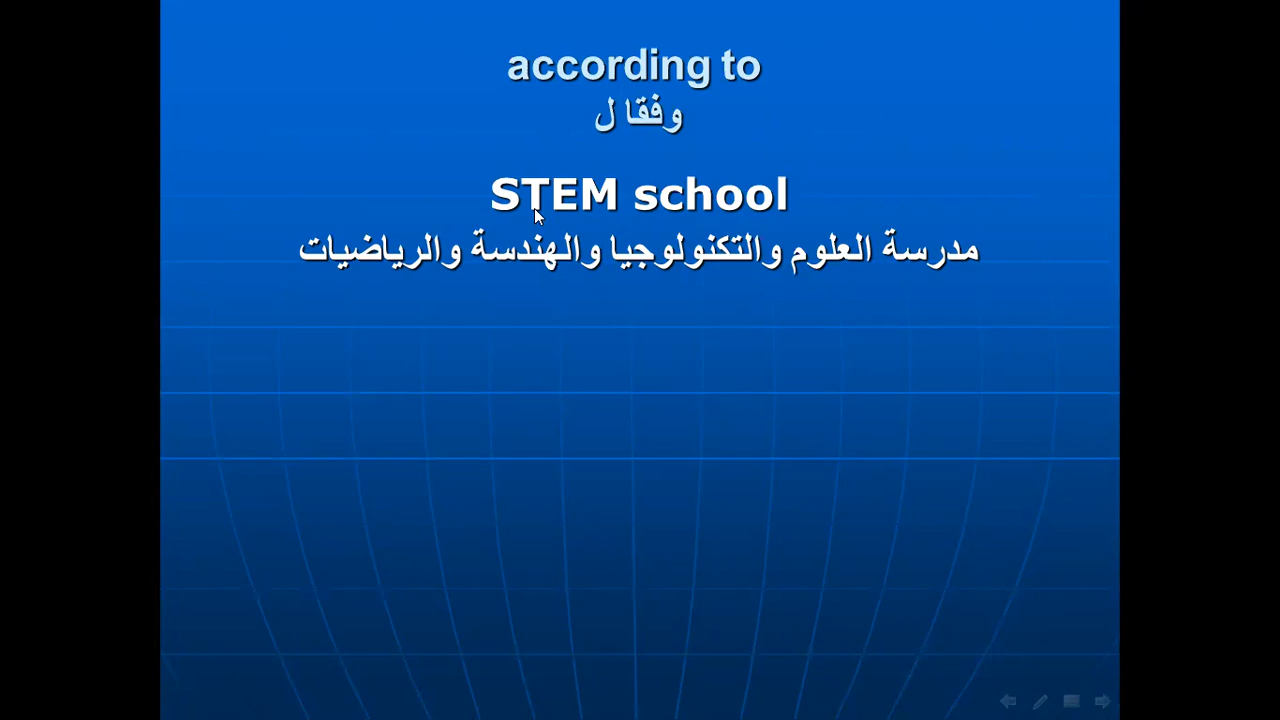 according to
وفقا ل
STEM school
مدرسة العلوم والتكنولوجيا والهندسة والرياضيات